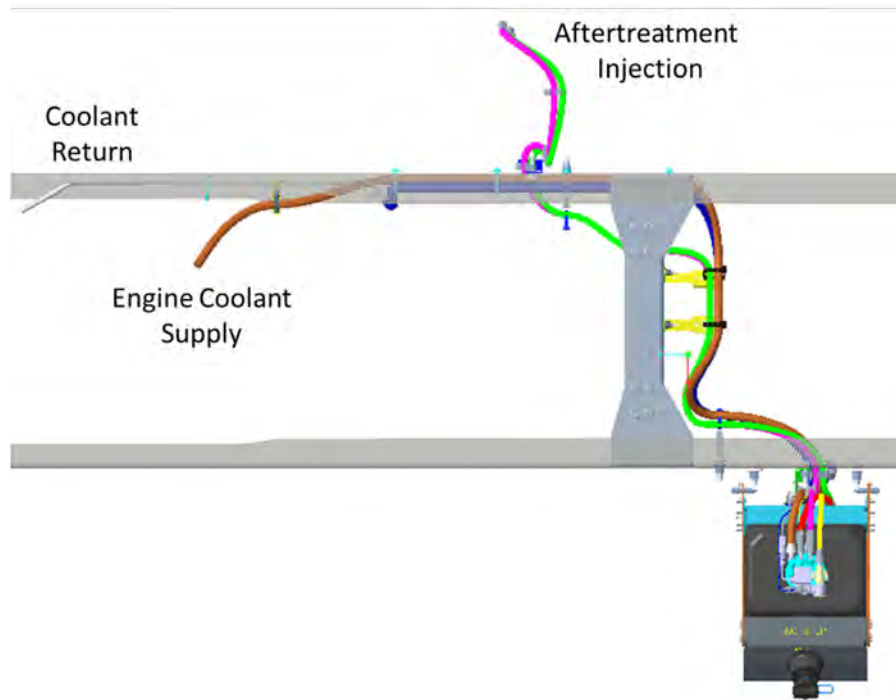 Aftertreatment
Injection
Coolant
Return
Engine Coolant
Supply